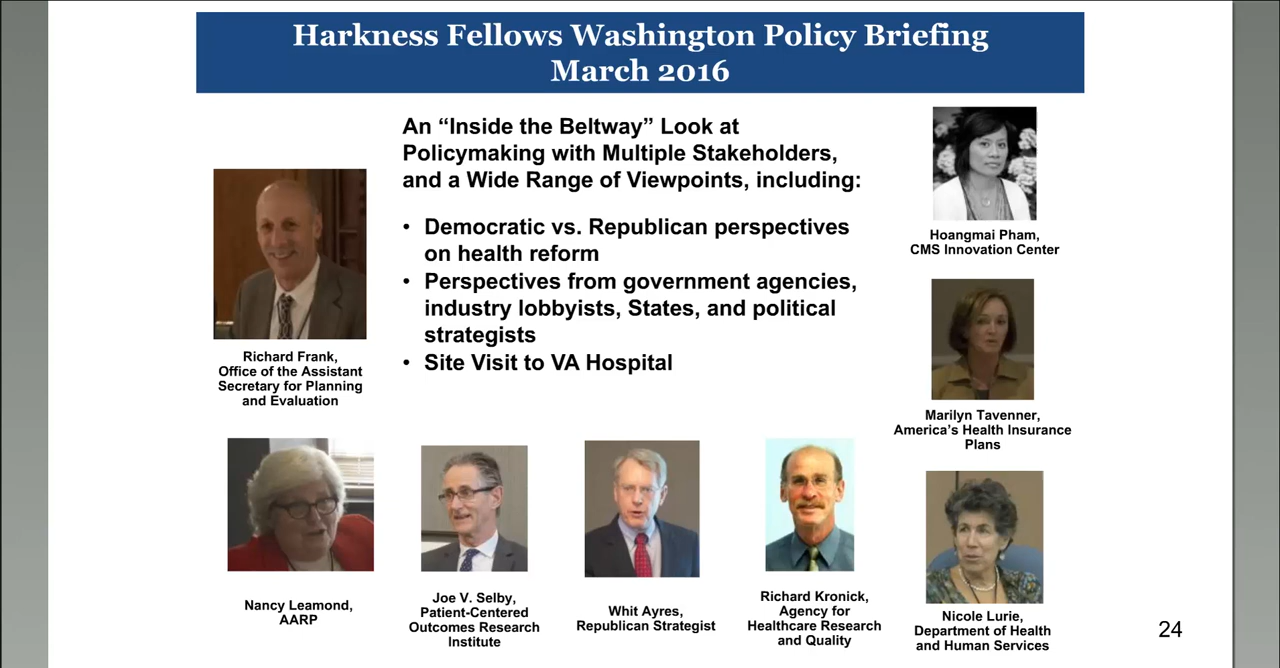 Harkness Fellows Washington Policy Briefing
March 2016
An “Inside the Beltway” Look at
Policymaking with Multiple Stakeholders,
and a Wide Range of Viewpoints, including:
• Democratic vs. Republican perspectives
on health reform
• Perspectives from government agencies,
industry lobbyists, States, and political
strategists
• Site Visit to VA Hospital
Richard Frank,
Office of the Assistant
Secretary for Planning
and Evaluation
Hoangmai Pham,
CMS Innovation Center
Marilyn Tavenner,
America’s Health Insurance
Plans
Nancy Leamond,
AARP
Joe V. Selby,
Patient-Centered
Outcomes Research
Institute
Whit Ayres,
Republican Strategist
Richard Kronick,
Agency for
Healthcare Research
and Quality
Nicole Lurie,
Department of Health
and Human Services
24